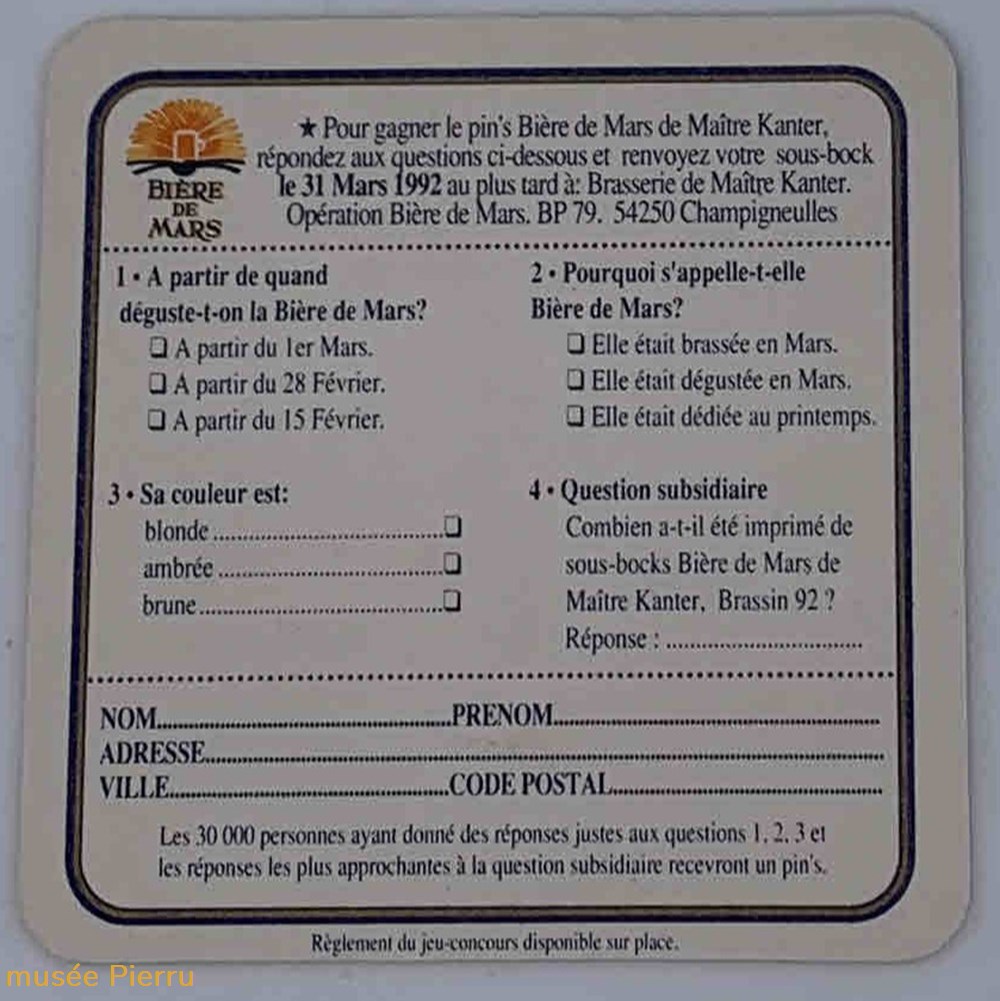 BIÈRE
DE
MARS
★ Pour gagner le pin's Bière de Mars de Maître Kanter,
répondez aux questions ci-dessous et renvoyez votre sous-bock
le 31 Mars 1992 au plus tard à: Brasserie de Maître Kanter.
Opération Bière de Mars. BP 79. 54250 Champigneulles
1 • A partir de quand
déguste-t-on la Bière de Mars?
❑ A partir du 1er Mars.
❑ A partir du 28 Février.
❑ A partir du 15 Février.
2 • Pourquoi s'appelle-t-elle
Bière de Mars?
❑ Elle était brassée en Mars.
❑ Elle était dégustée en Mars.
❑ Elle était dédiée au printemps.
3 • Sa couleur est:
blonde ........................................ ❑
ambrée ....................................... ❑
brune .......................................... ❑
4 • Question subsidiaire
Combien a-t-il été imprimé de
sous-bocks Bière de Mars de
Maître Kanter, Brassin 92 ?
Réponse : ..................................
NOM..................................................PRENOM..................................................
ADRESSE....................................................................................................
VILLE..................................................CODE POSTAL........................................
Les 30 000 personnes ayant donné des réponses justes aux questions 1, 2, 3 et
les réponses les plus approchantes à la question subsidiaire recevront un pin's.
Règlement du jeu-concours disponible sur place.
musée Pierru